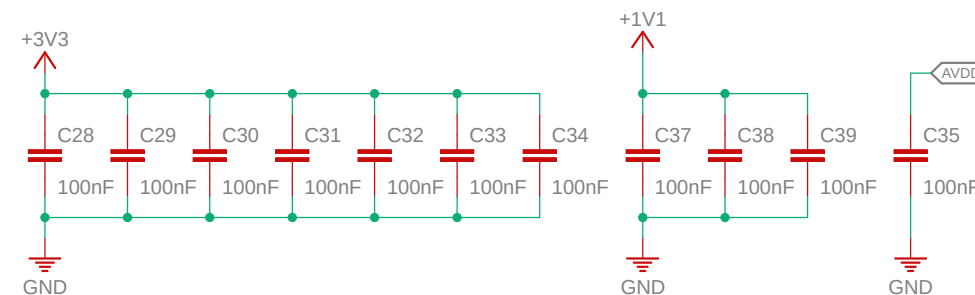 +3V3
+1V1
AVDD
C28 C29 C30 C31 C32 C33 C34 C37 C38 C39 C35
100nF 100nF 100nF 100nF 100nF 100nF 100nF 100nF 100nF 100nF 100nF
GND GND GND